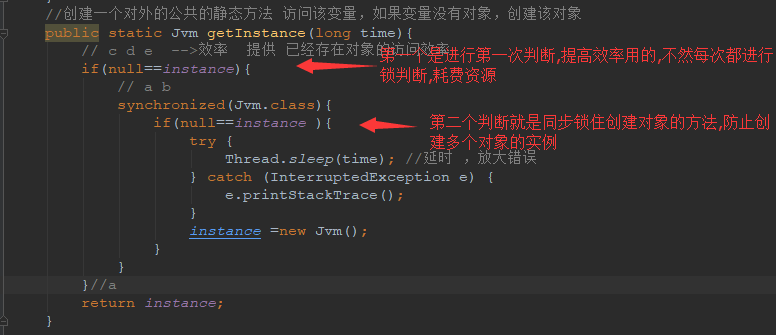 //创建一个对外的公共的静态方法 访问该变量，如果变量没有对象，创建该对象
public static Jvm getInstance(long time){
// c d e -->效率 提供 已经存在对象的访问效率
第一个是进行第一次判断,提高效率用的,不然每次都进行
if(null==instance){
锁判断,耗费资源
// a b
synchronized(Jvm.class){
if(null==instance ){
第二个判断就是同步锁住创建对象的方法,防止创
建多个对象的实例
try {
Thread.sleep(time); //延时 ，放大错误
} catch (InterruptedException e) {
e.printStackTrace();
}
instance =new Jvm();
}
}
}//a
return instance;
}